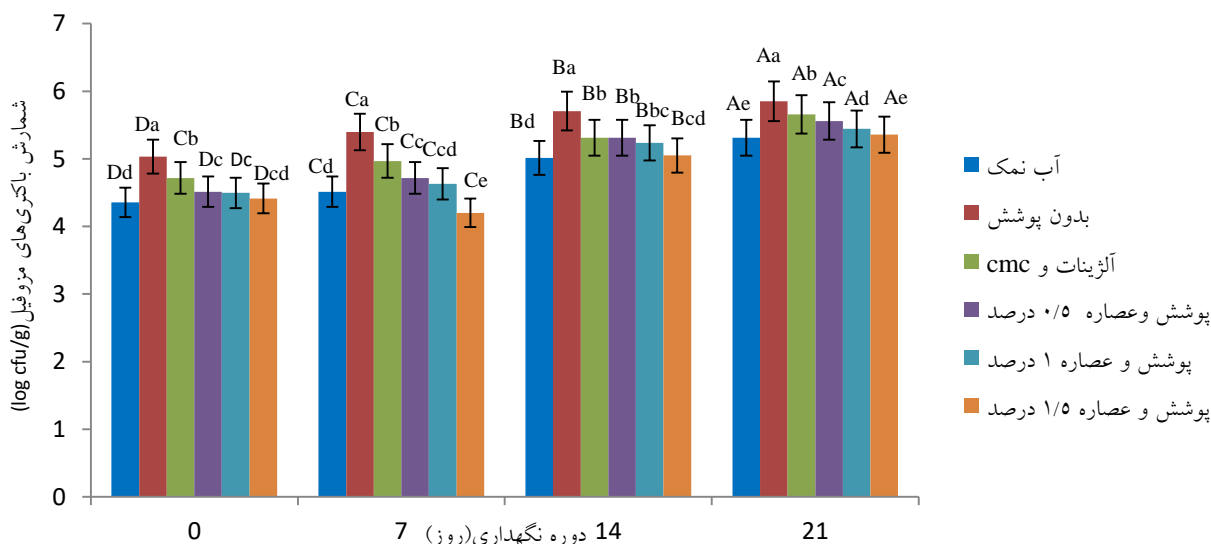 شمارش باکتری‌های مزوفیل(log cfu/g)
7
6
5
4
3
2
1
0
Dd
Da
Cb
Dc
Dc
Dcd
Cd
Ca
Cb
Cc
Ccd
Ce
Bd
Ba
Bb
Bb
Bbc
Bcd
Ae
Aa
Ab
Ac
Ad
Ae
0
7
14
21
دوره نگهداری(روز)
آب نمک
بدون پوشش
آلژینات و cmc
پوشش وعصاره ۰/۵ درصد
پوشش و عصاره ۱ درصد
پوشش و عصاره ۱/۵ درصد